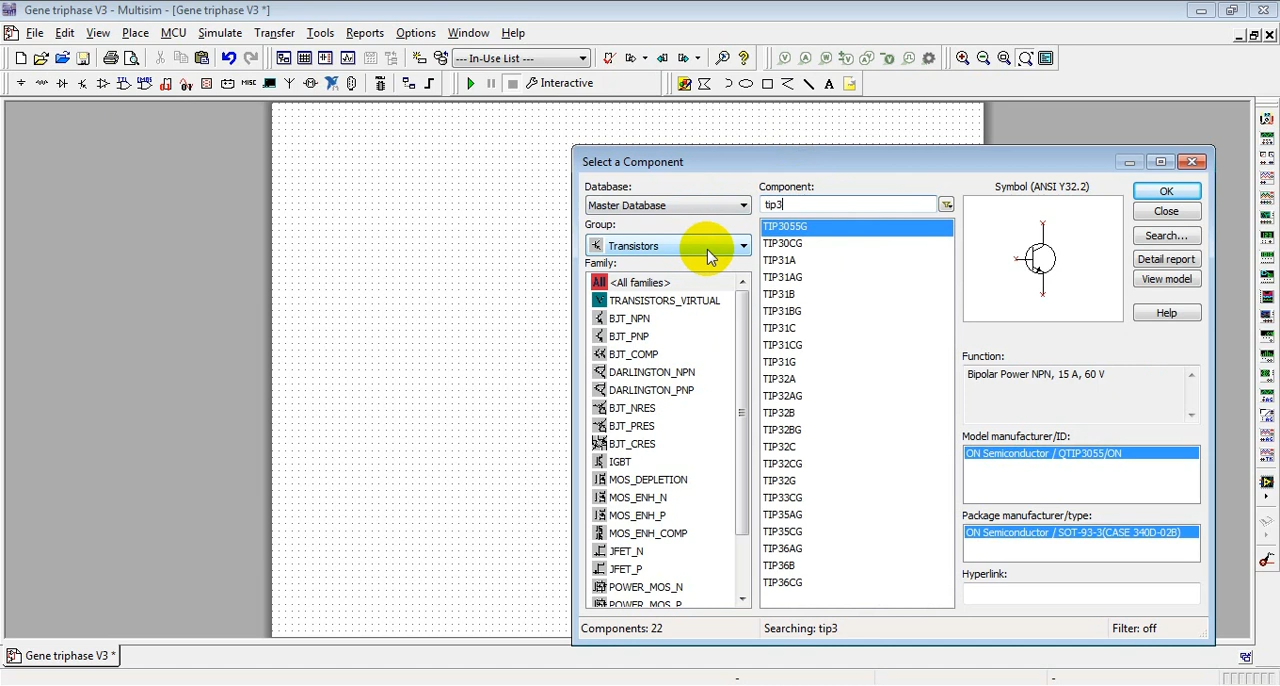 Gene triphase V3 - Multisim - [Gene triphase V3 *]
File Edit View Place MCU Simulate Transfer Tools Reports Options Window Help
--- In-Use List ---
MISC Interactive A
Select a Component
Database:
Master Database
Group:
Transistors
Family:
All <All families>
TRANSISTORS_VIRTUAL
BJT_NPN
BJT_PNP
BJT_COMP
DARLINGTON_NPN
DARLINGTON_PNP
BJT_NRES
BJT_PRES
BJT_CRES
IGBT
MOS_DEPLETION
MOS_ENH_N
MOS_ENH_P
MOS_ENH_COMP
JFET_N
JFET_P
POWER_MOS_N
POWER_MOS_P
Component:
tip3
TIP3055G
TIP30CG
TIP31A
TIP31AG
TIP31B
TIP31BG
TIP31C
TIP31CG
TIP31G
TIP32A
TIP32AG
TIP32B
TIP32BG
TIP32C
TIP32CG
TIP32G
TIP33CG
TIP35AG
TIP35CG
TIP36AG
TIP36B
TIP36CG
Symbol (ANSI Y32.2)
Function:
Bipolar Power NPN, 15 A, 60 V
Model manufacturer/ID:
ON Semiconductor / QTIP3055/ON
Package manufacturer/type:
ON Semiconductor / SOT-93-3(CASE 340D-02B)
Hyperlink:
OK
Close
Search...
Detail report
View model
Help
Components: 22 Searching: tip3 Filter: off
Gene triphase V3 *
- -